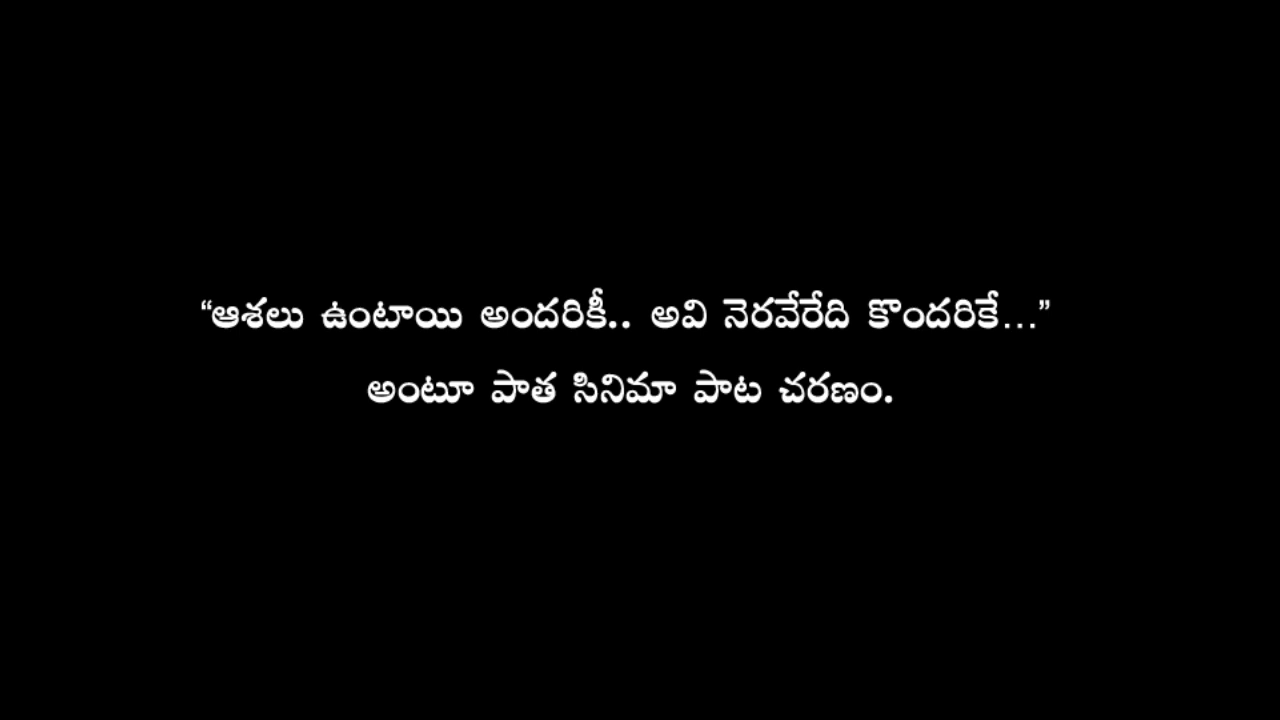 “ఆశలు ఉంటాయి అందరికీ.. అవి నెరవేరేది కొందరికే...”
అంటూ పాత సినిమా పాట చరణం.